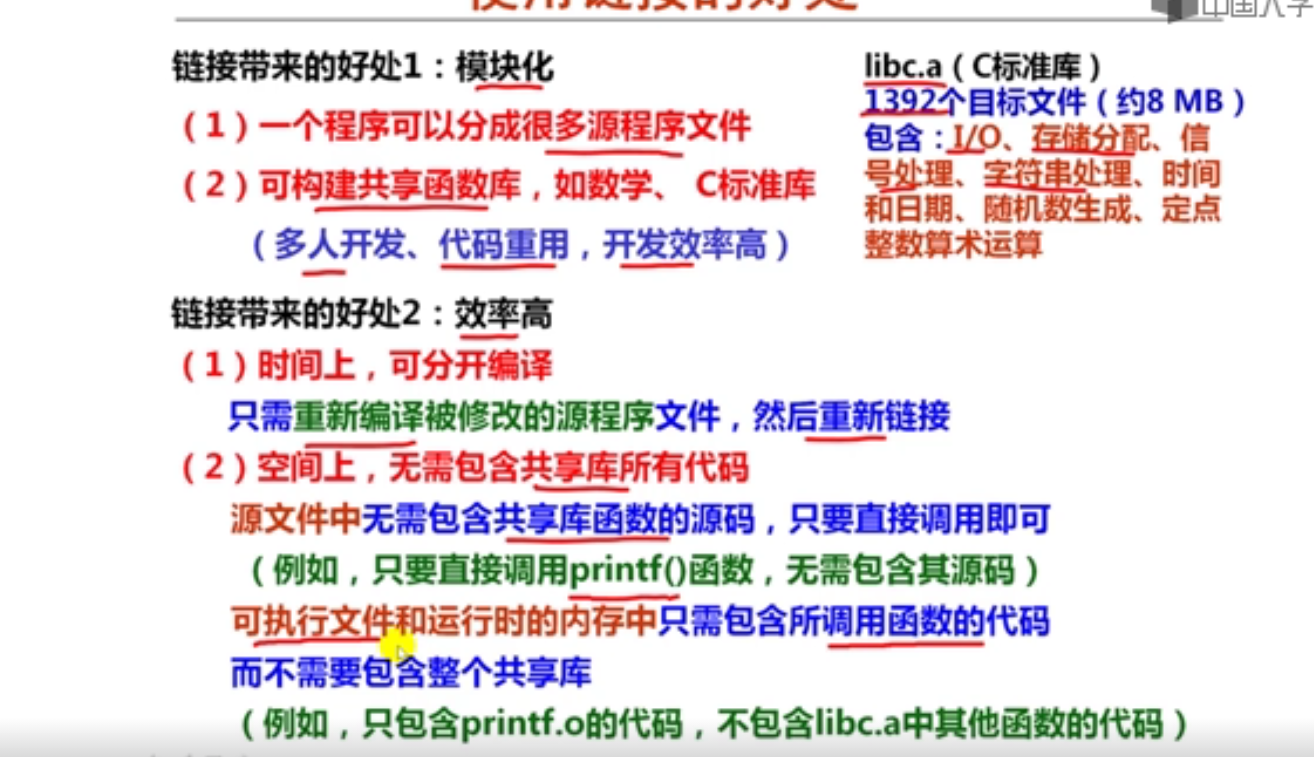 使用链接的好处
中国大学
链接带来的好处1：模块化
（1）一个程序可以分成很多源程序文件
（2）可构建共享函数库，如数学、 C标准库
（多人开发、代码重用，开发效率高）
libc.a（C标准库）
1392个目标文件（约8 MB）
包含：I/O、存储分配、信
号处理、字符串处理、时间
和日期、随机数生成、定点
整数算术运算
链接带来的好处2：效率高
（1）时间上，可分开编译
只需重新编译被修改的源程序文件，然后重新链接
（2）空间上，无需包含共享库所有代码
源文件中无需包含共享库函数的源码，只要直接调用即可
（例如，只要直接调用printf()函数，无需包含其源码）
可执行文件和运行时的内存中只需包含所调用函数的代码
而不需要包含整个共享库
（例如，只包含printf.o的代码，不包含libc.a中其他函数的代码）